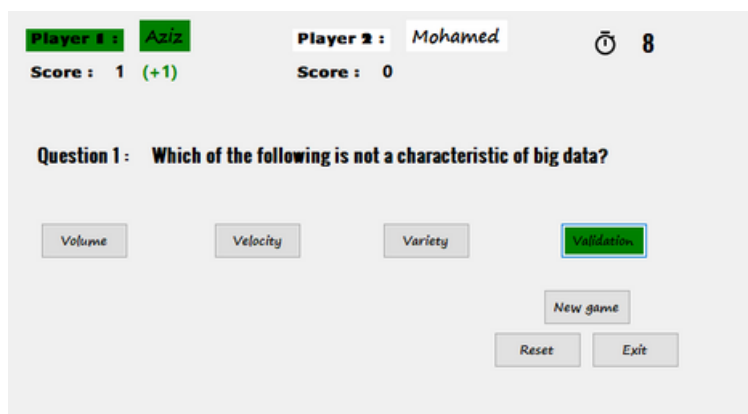 Player 1 : Aziz Player 2 : Mohamed 8
Score : 1 (+1) Score : 0
Question 1 : Which of the following is not a characteristic of big data?
Volume Velocity Variety Validation
New game
Reset Exit